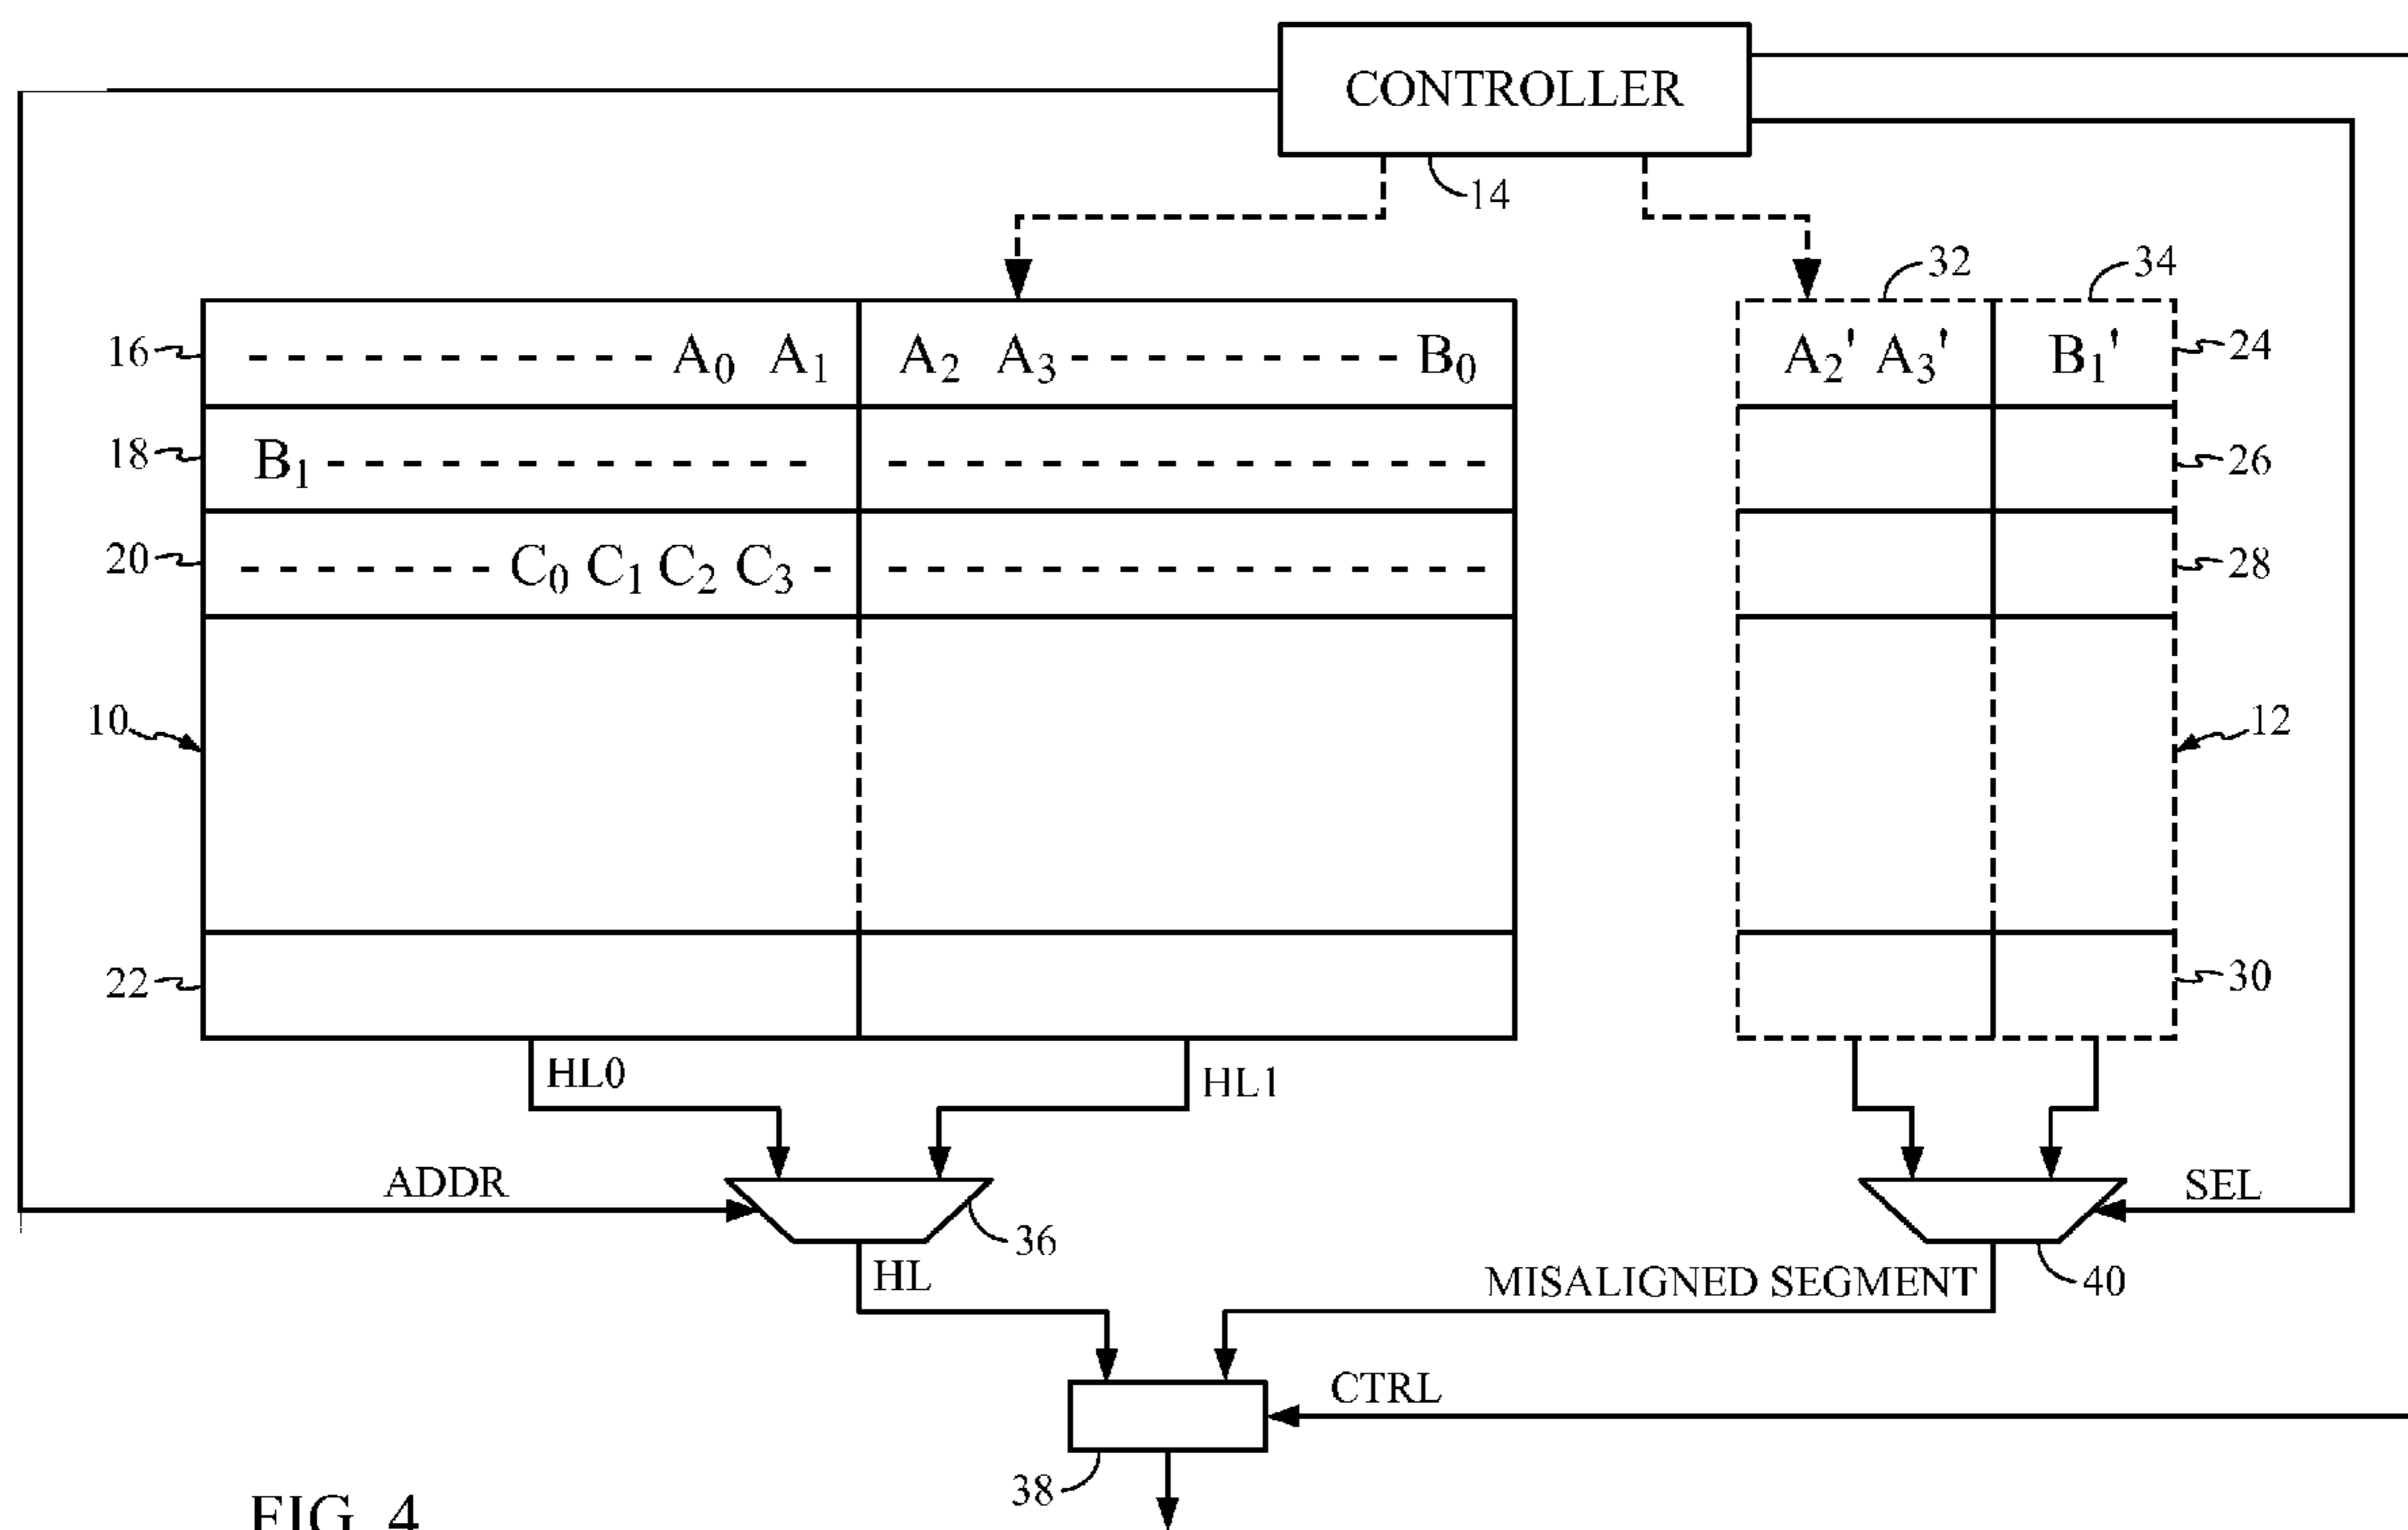 CONTROLLER
14
32
34
16
A₀ A₁ A₂ A₃ B₀
A₂' A₃' B₁'
24
18
B₁
26
20
C₀ C₁ C₂ C₃
28
10
12
22
30
HL0
HL1
ADDR
SEL
36
40
HL
MISALIGNED SEGMENT
CTRL
38
FIG. 4